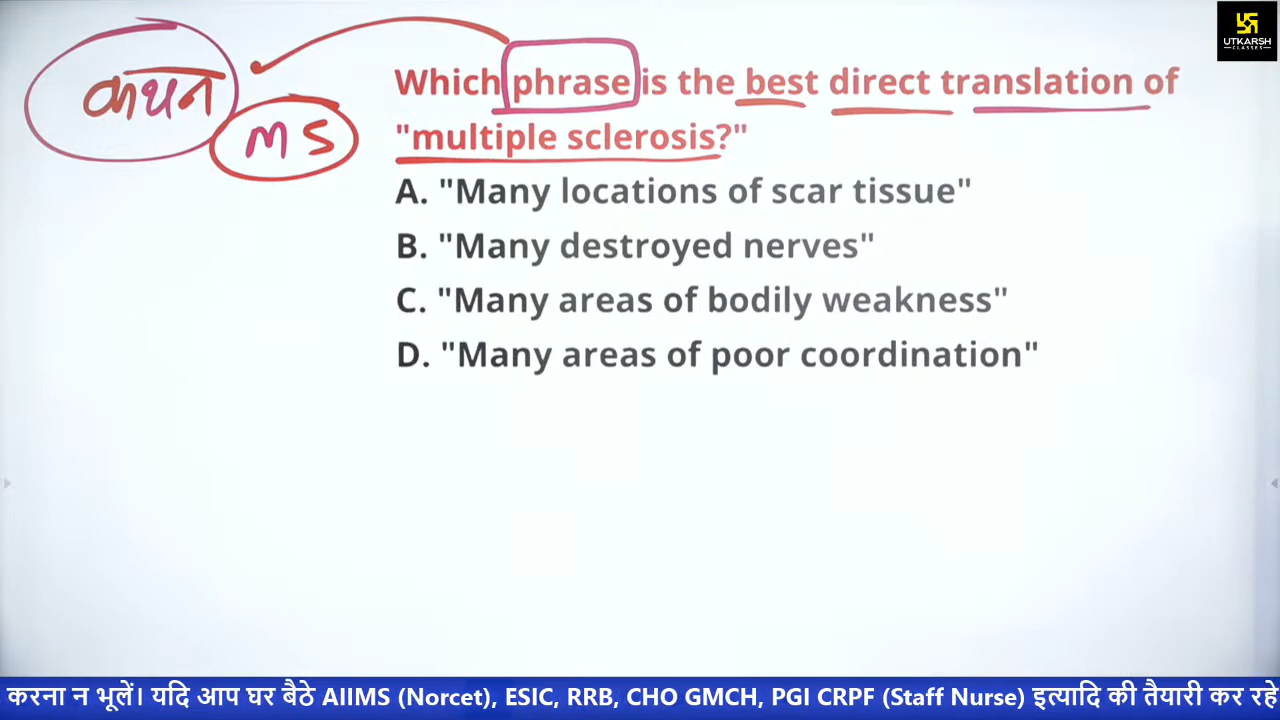 कथन
MS
UTKARSH
CLASSES
Which phrase is the best direct translation of
"multiple sclerosis?"
A. "Many locations of scar tissue"
B. "Many destroyed nerves"
C. "Many areas of bodily weakness"
D. "Many areas of poor coordination"
करना न भूलें। यदि आप घर बैठे AIIMS (Norcet), ESIC, RRB, CHO GMCH, PGI CRPF (Staff Nurse) इत्यादि की तैयारी कर रहे